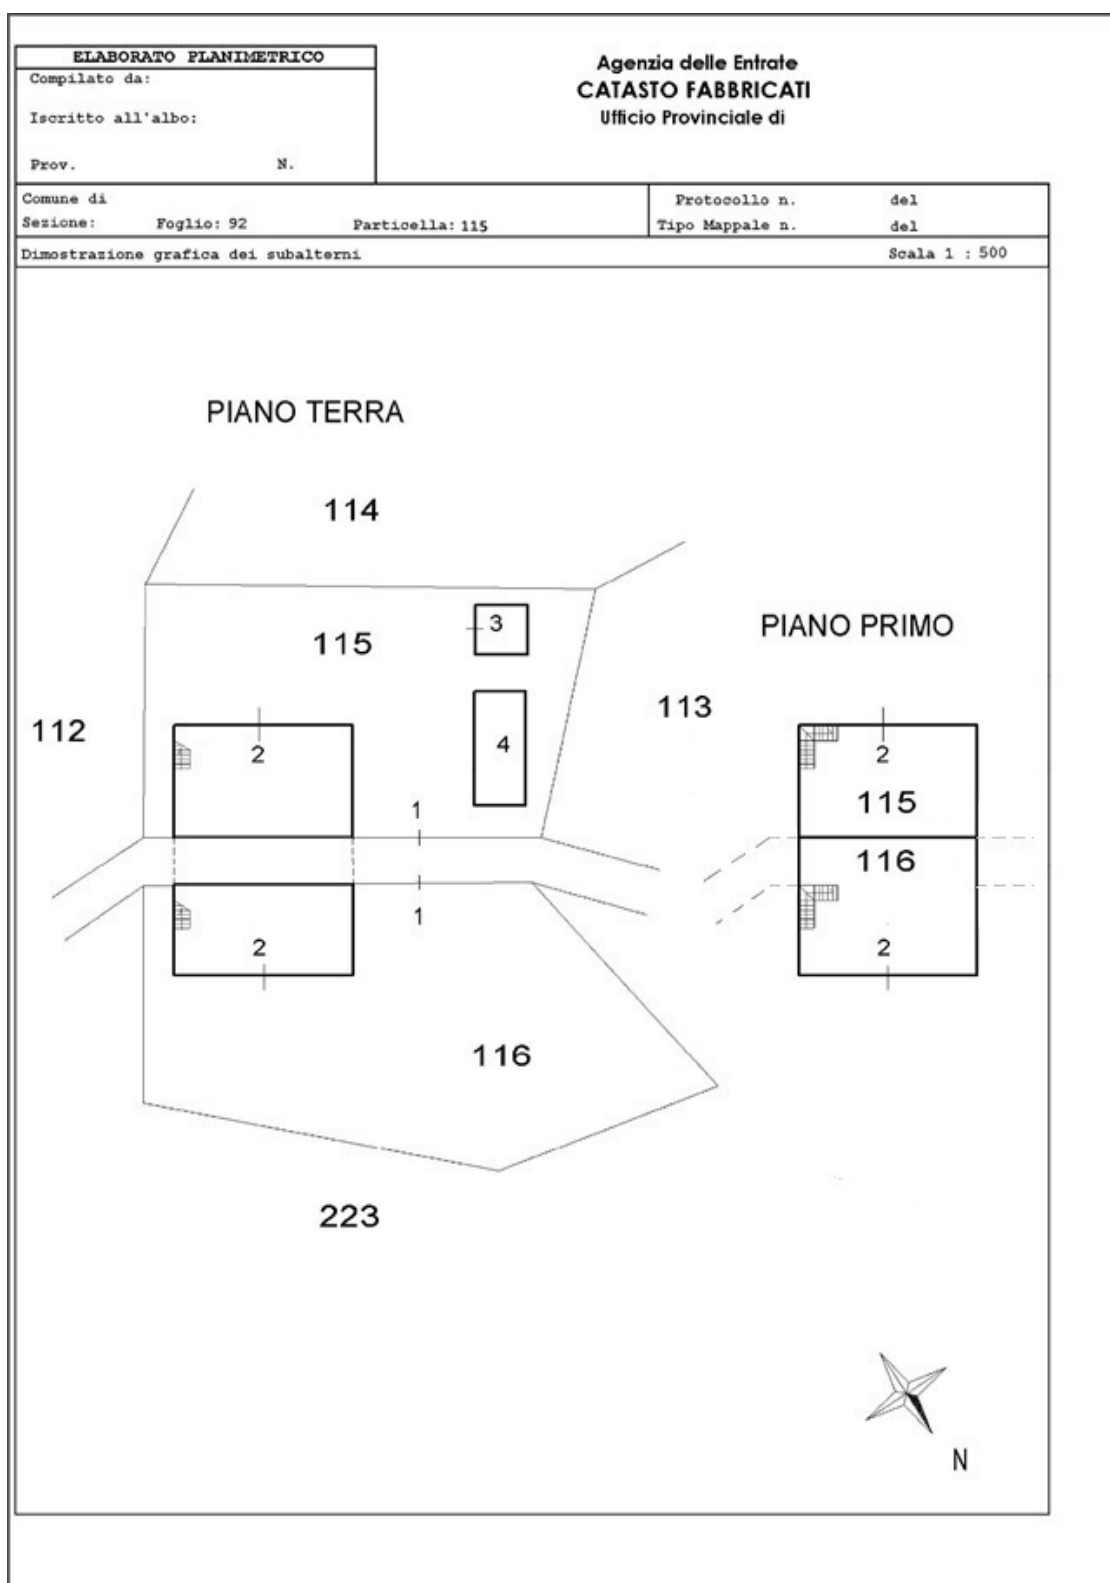 ELABORATO PLANIMETRICO
Compilato da:
Iscritto all'albo:
Prov. N.
Agenzia delle Entrate
CATASTO FABBRICATI
Ufficio Provinciale di
Comune di
Sezione: Foglio: 92 Particella: 115
Protocollo n. del
Tipo Mappale n. del
Dimostrazione grafica dei subalterni Scala 1 : 500
PIANO TERRA
114
3
115
PIANO PRIMO
113
112
2
4
2
1
115
116
1
2
2
116
223
N